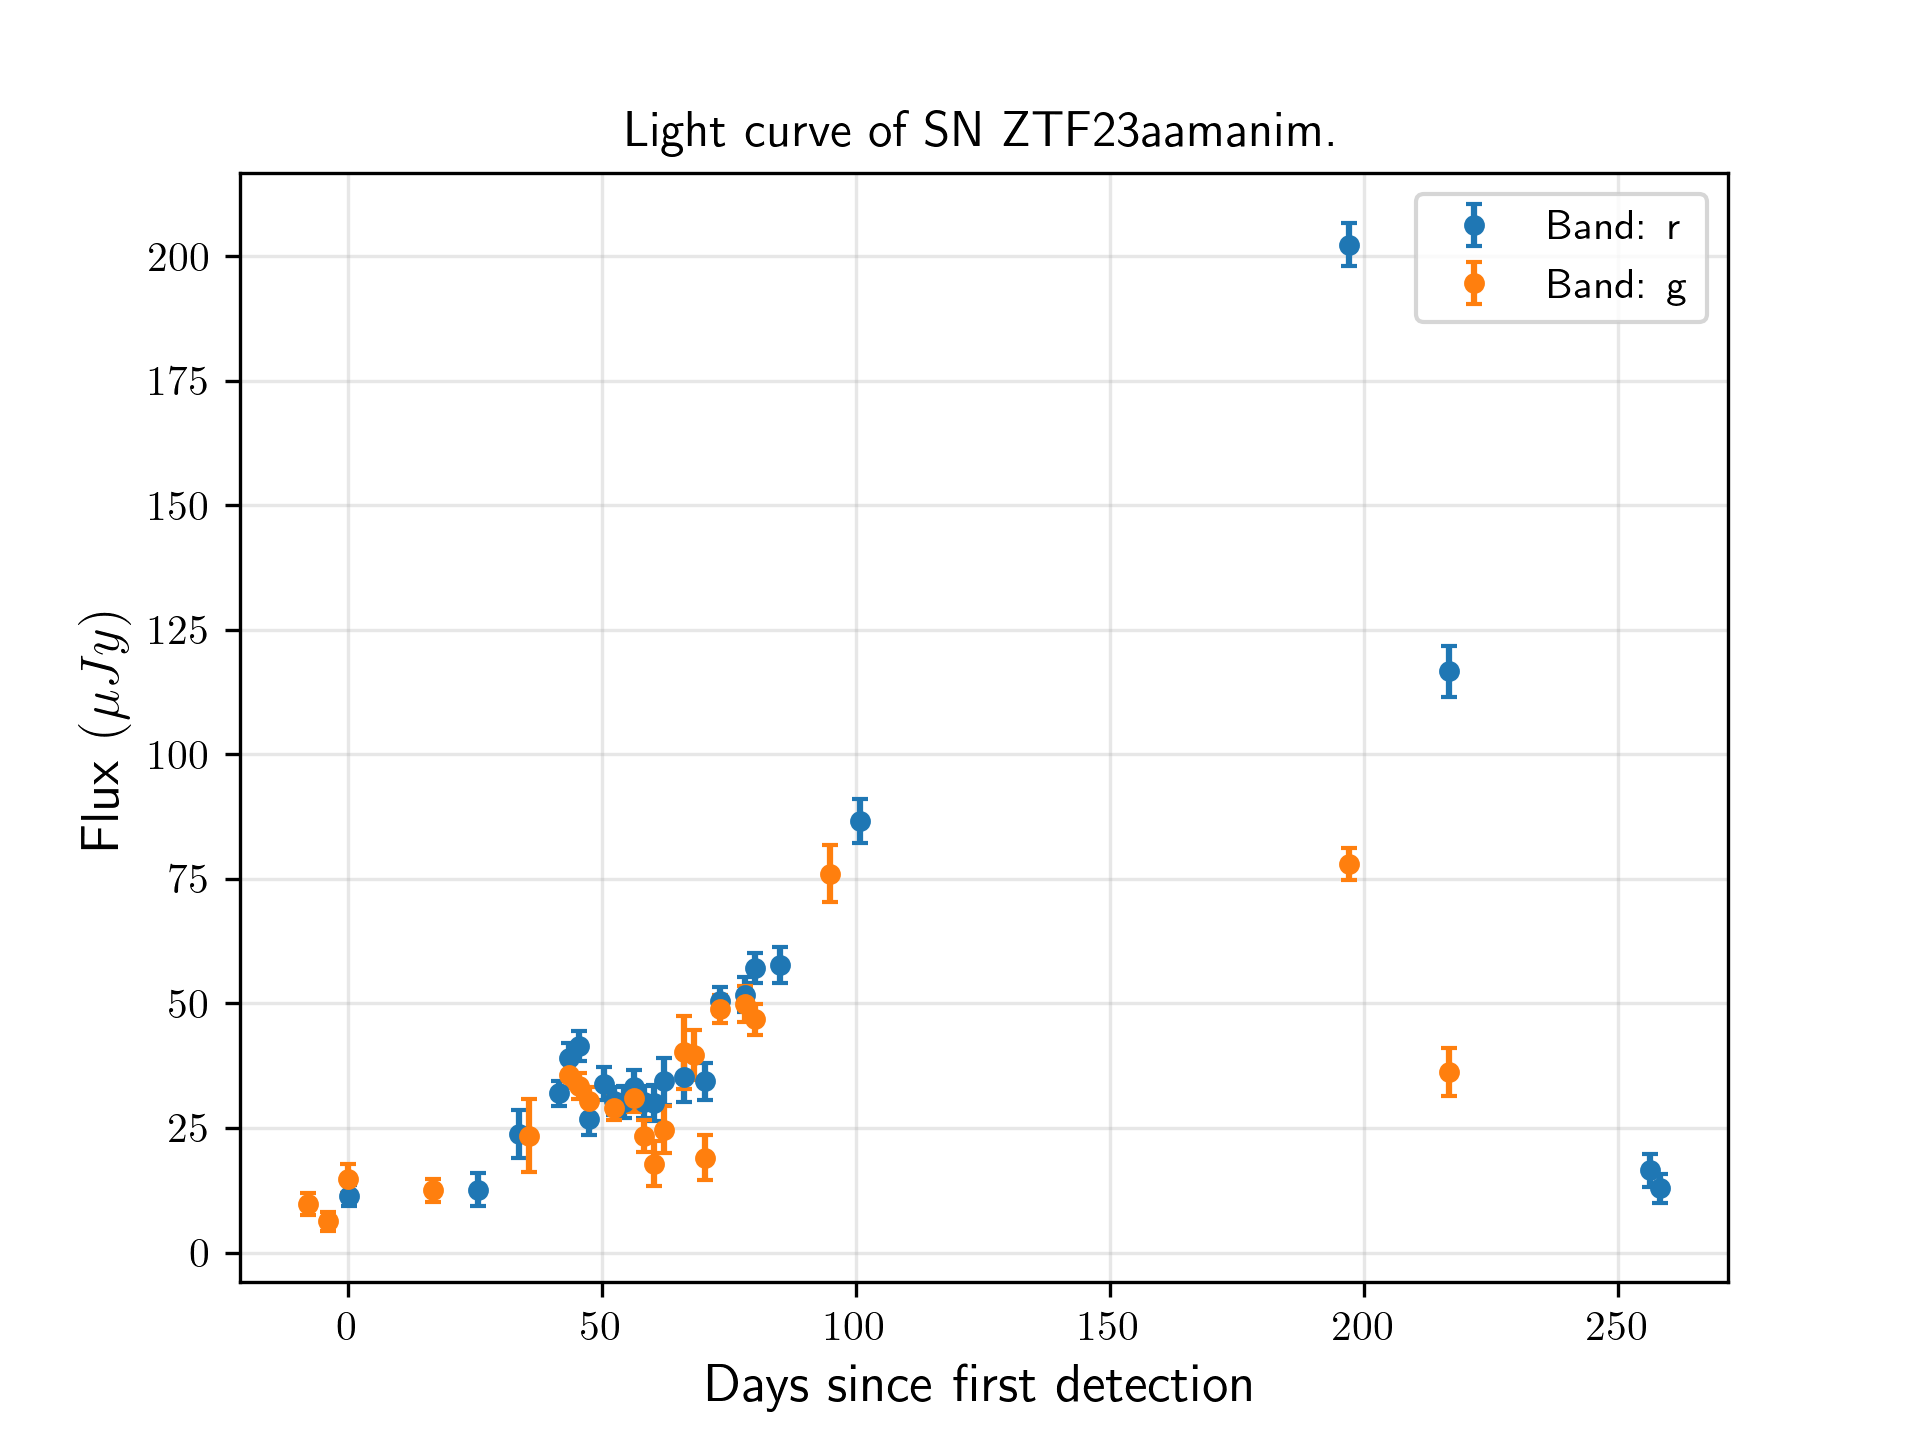 Light curve of SN ZTF23aamanim.
Band: r
Band: g
200
175
150
125
100
75
50
25
0
Flux (μJy)
0 50 100 150 200 250
Days since first detection